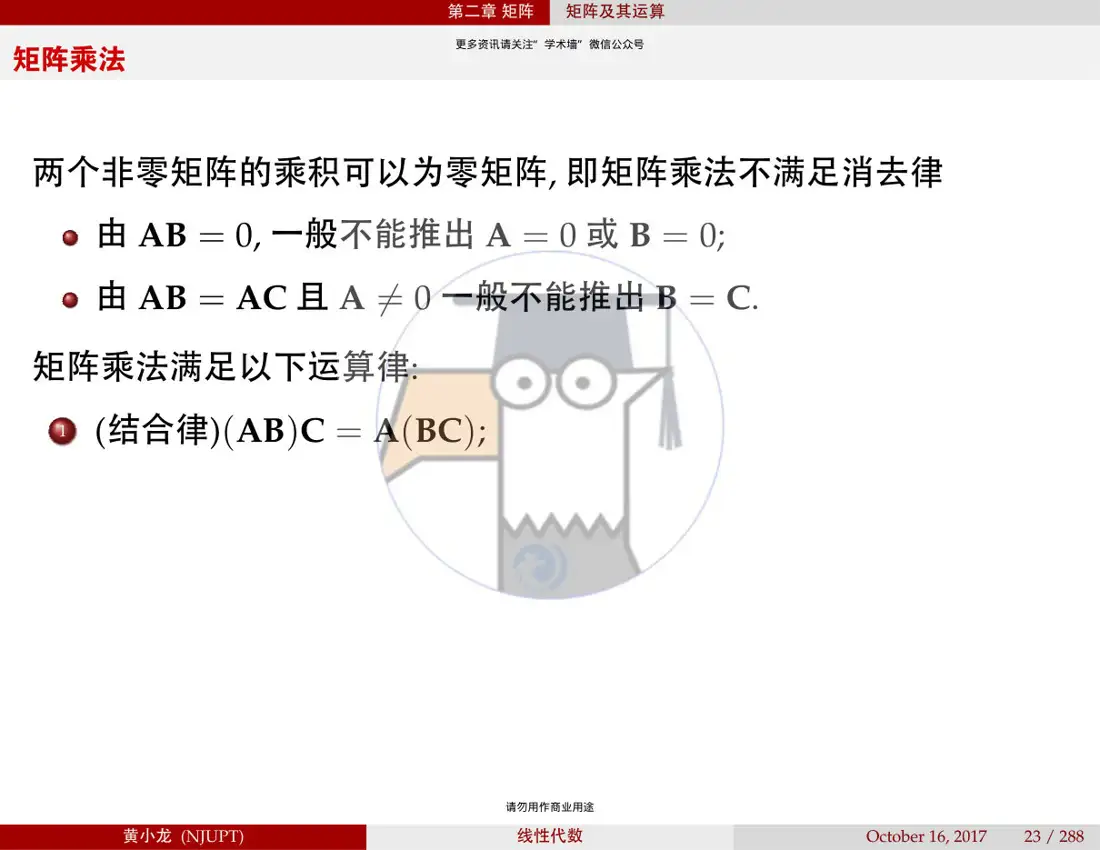 第二章 矩阵 矩阵及其运算
更多资讯请关注“学术墙”微信公众号
矩阵乘法
两个非零矩阵的乘积可以为零矩阵, 即矩阵乘法不满足消去律
由 AB = 0, 一般不能推出 A = 0 或 B = 0;
由 AB = AC 且 A ≠ 0 一般不能推出 B = C.
矩阵乘法满足以下运算律:
1 (结合律)(AB)C = A(BC);
请勿用作商业用途
黄小龙 (NJUPT) 线性代数 October 16, 2017 23 / 288